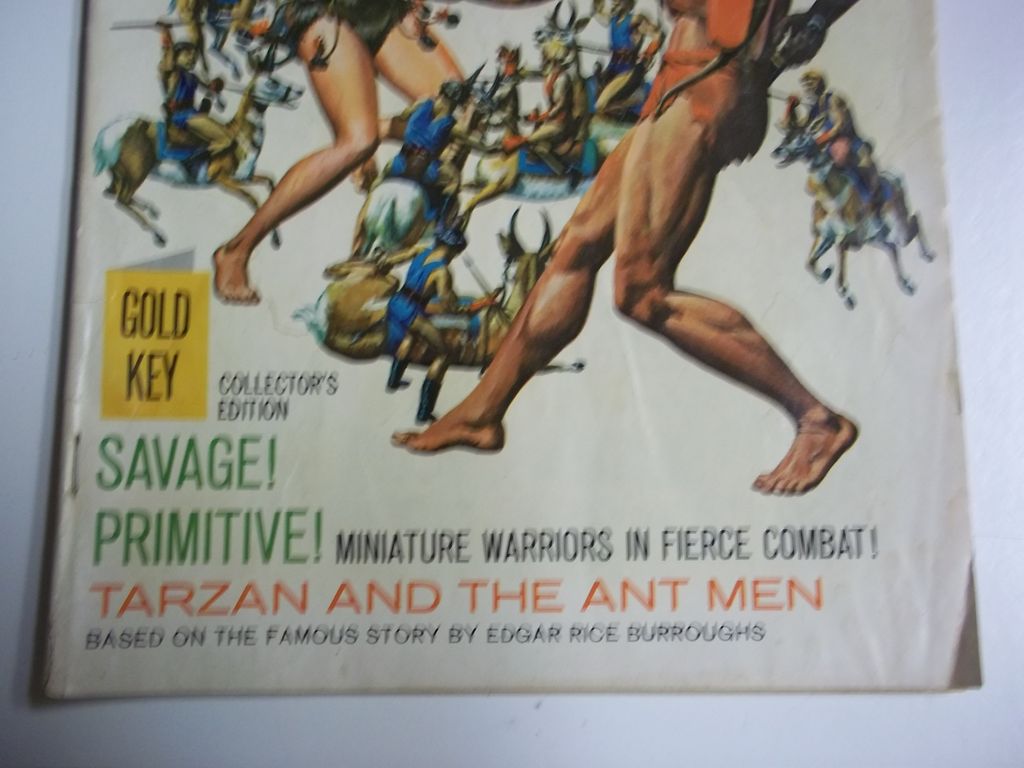 GOLD
KEY
COLLECTOR'S
EDITION
SAVAGE!
PRIMITIVE! MINIATURE WARRIORS IN FIERCE COMBAT!
TARZAN AND THE ANT MEN
BASED ON THE FAMOUS STORY BY EDGAR RICE BURROUGHS